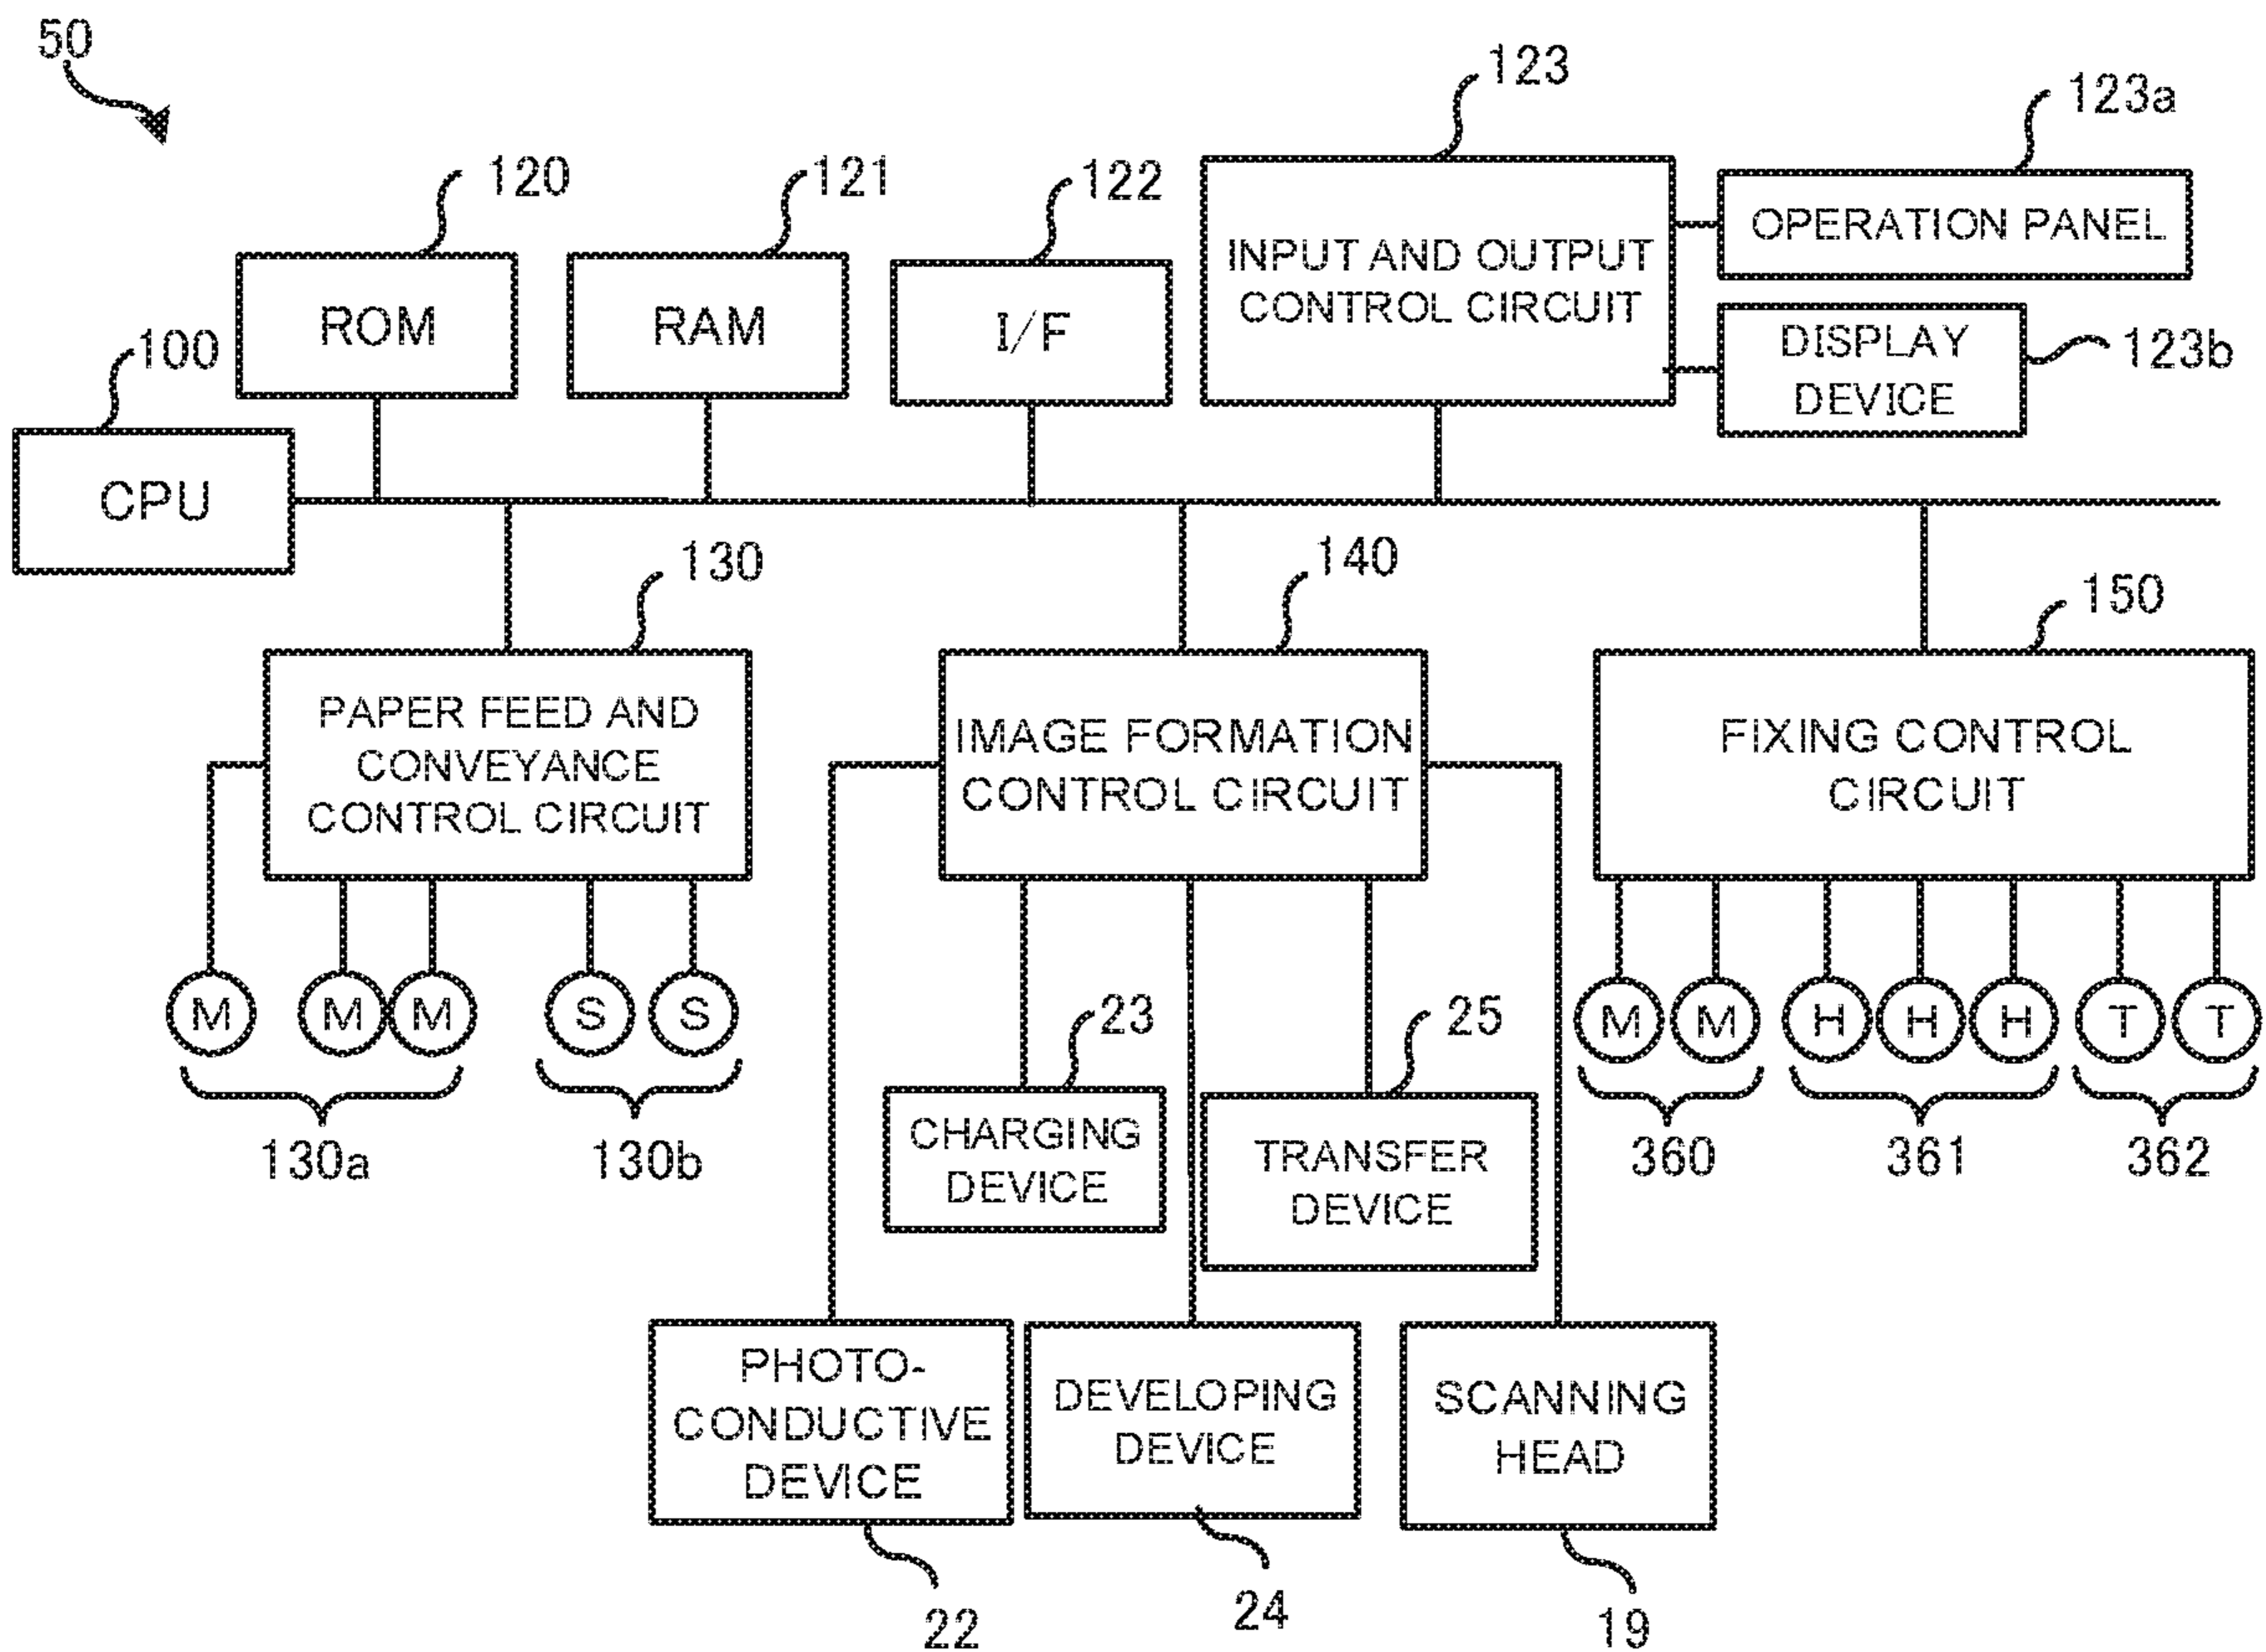 50
123
123a
120
121
122
OPERATION PANEL
INPUT AND OUTPUT
CONTROL CIRCUIT
ROM
RAM
I/F
DISPLAY
DEVICE
123b
100
CPU
130
140
150
PAPER FEED AND
CONVEYANCE
CONTROL CIRCUIT
IMAGE FORMATION
CONTROL CIRCUIT
FIXING CONTROL
CIRCUIT
M
M
M
S
S
M
M
H
H
H
T
T
130a
130b
360
361
362
23
25
CHARGING
DEVICE
TRANSFER
DEVICE
PHOTO-
CONDUCTIVE
DEVICE
DEVELOPING
DEVICE
SCANNING
HEAD
22
24
19